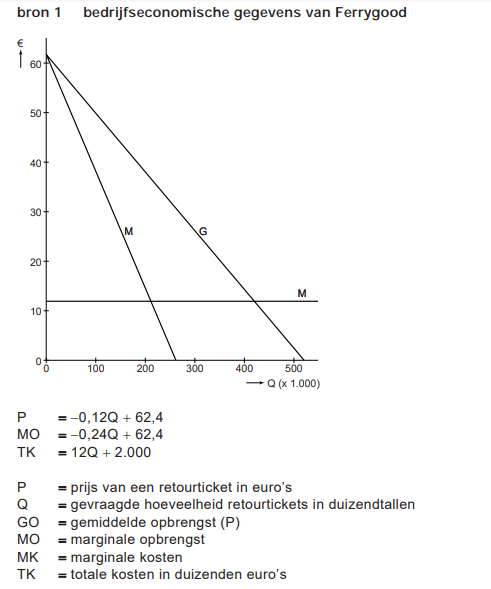 bron 1 bedrijfseconomische gegevens van Ferrygood
€
60
50
40
30
20
10
0
M
G
M
0 100 200 300 400 500
Q (x 1.000)
P = −0,12Q + 62,4
MO = −0,24Q + 62,4
TK = 12Q + 2.000
P = prijs van een retourticket in euro's
Q = gevraagde hoeveelheid retourtickets in duizendtallen
GO = gemiddelde opbrengst (P)
MO = marginale opbrengst
MK = marginale kosten
TK = totale kosten in duizenden euro's